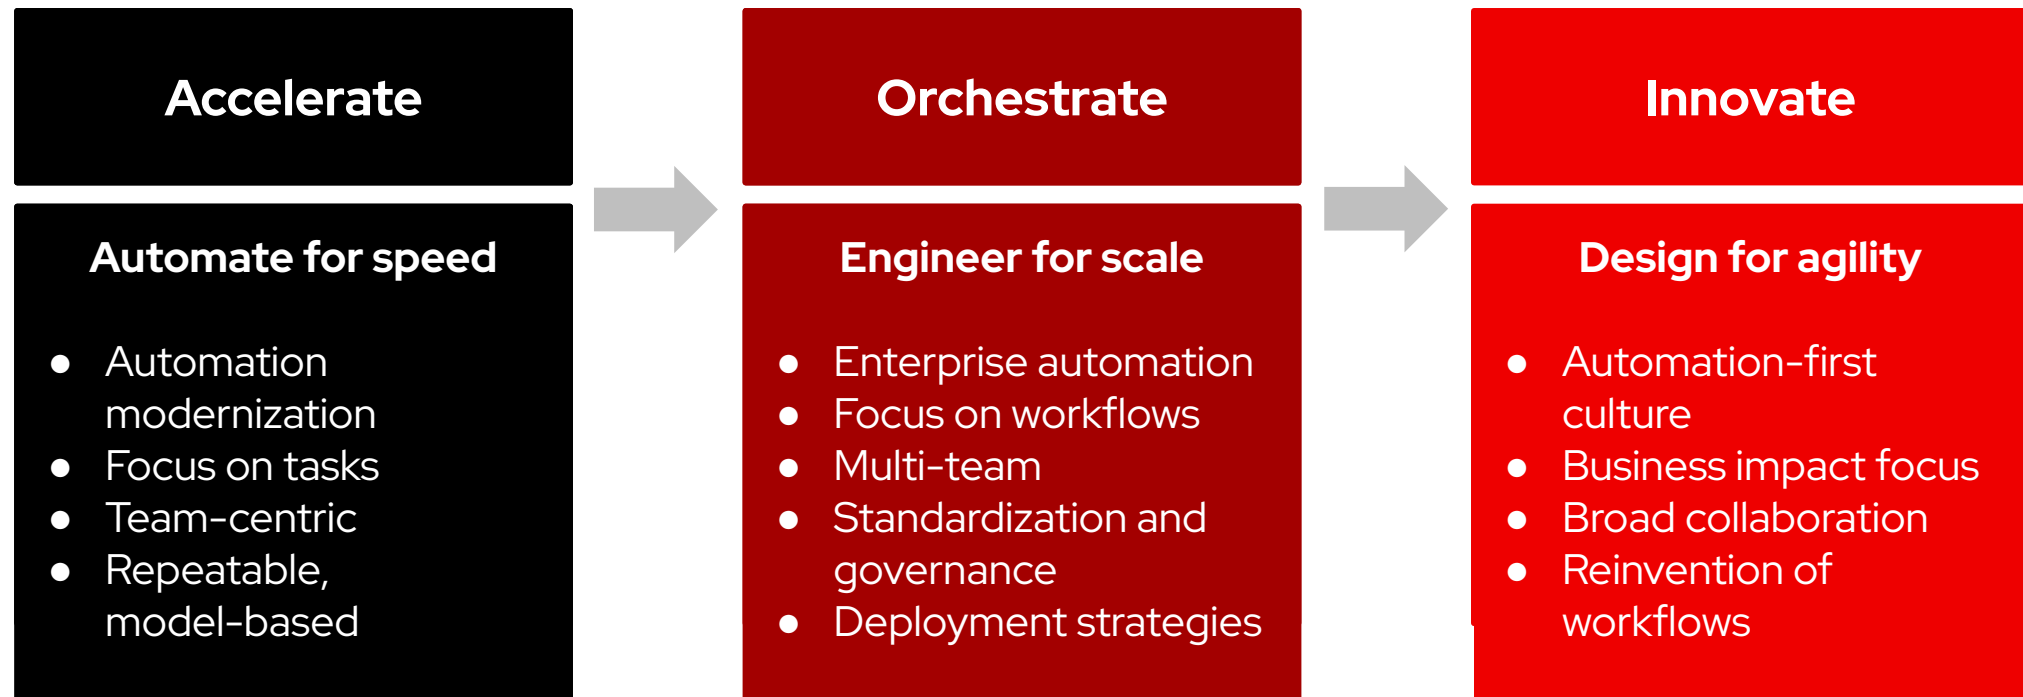 Accelerate
Automate for speed
● Automation
modernization
● Focus on tasks
● Team-centric
● Repeatable,
model-based
Orchestrate
Engineer for scale
● Enterprise automation
● Focus on workflows
● Multi-team
● Standardization and
governance
● Deployment strategies
Innovate
Design for agility
● Automation-first
culture
● Business impact focus
● Broad collaboration
● Reinvention of
workflows